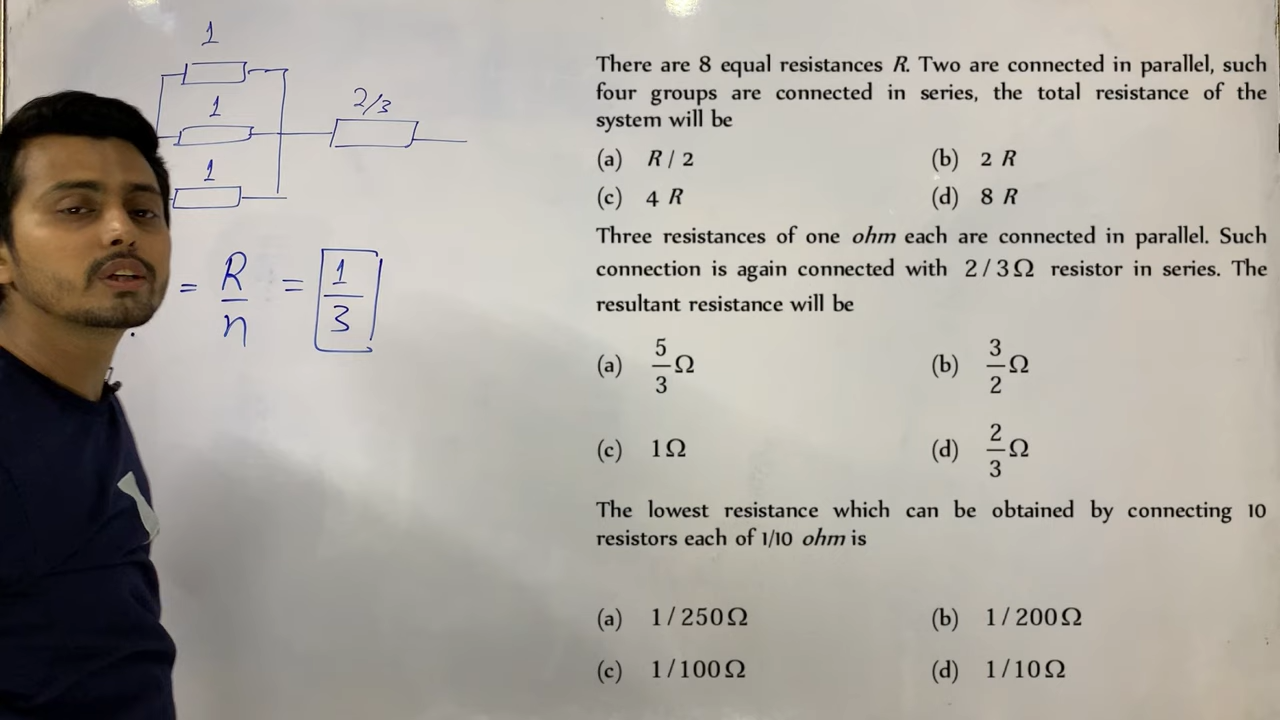 1
1
2/3
1
= R/n = 1/3
There are 8 equal resistances R. Two are connected in parallel, such
four groups are connected in series, the total resistance of the
system will be
(a) R / 2 (b) 2 R
(c) 4 R (d) 8 R
Three resistances of one ohm each are connected in parallel. Such
connection is again connected with 2 / 3 Ω resistor in series. The
resultant resistance will be
(a) 5/3 Ω (b) 3/2 Ω
(c) 1 Ω (d) 2/3 Ω
The lowest resistance which can be obtained by connecting 10
resistors each of 1/10 ohm is
(a) 1 / 250 Ω (b) 1 / 200 Ω
(c) 1 / 100 Ω (d) 1 / 10 Ω